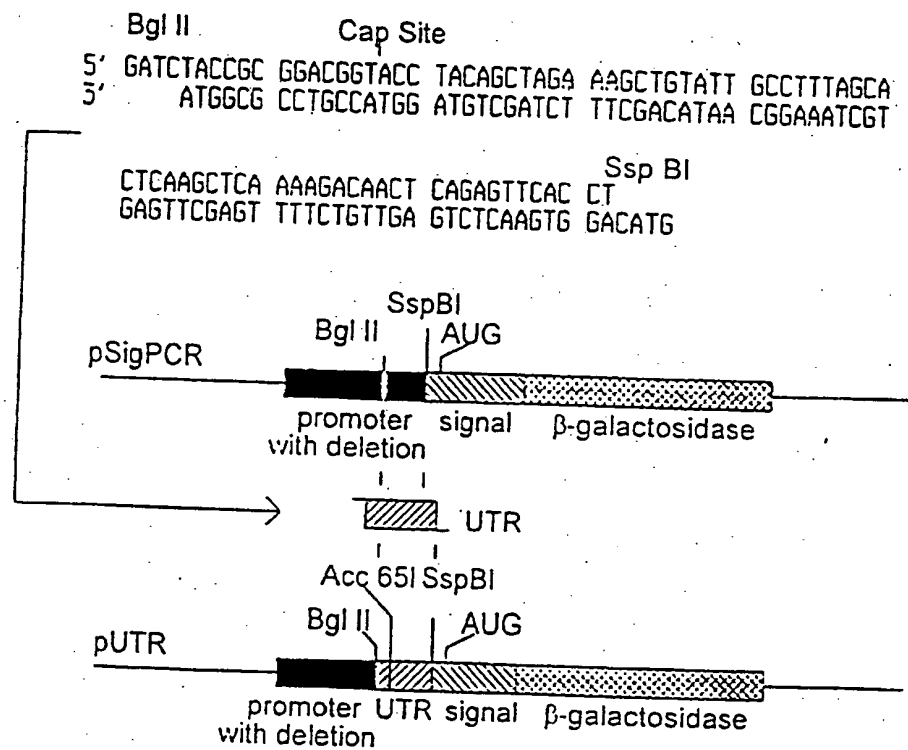 Bgl II Cap Site
5' GATCTACCGC GGACGGTACC TACAGCTAGA AAGCTGTATT GCCTTTAGCA
3' ATGGCG CCTGCCATGG ATGTCGATCT TTCGACATAA CGGAAATCGT
Ssp BI
CTCAAGCTCA AAAGACAACT CAGAGTTCAC CT
GAGTTCGAGT TTTCTGTTGA GTCTCAAGTG GACATG
SspBI
Bgl II AUG
pSigPCR
promoter signal β-galactosidase
with deletion
UTR
Acc 65I SspBI
Bgl II AUG
pUTR
promoter UTR signal β-galactosidase
with deletion